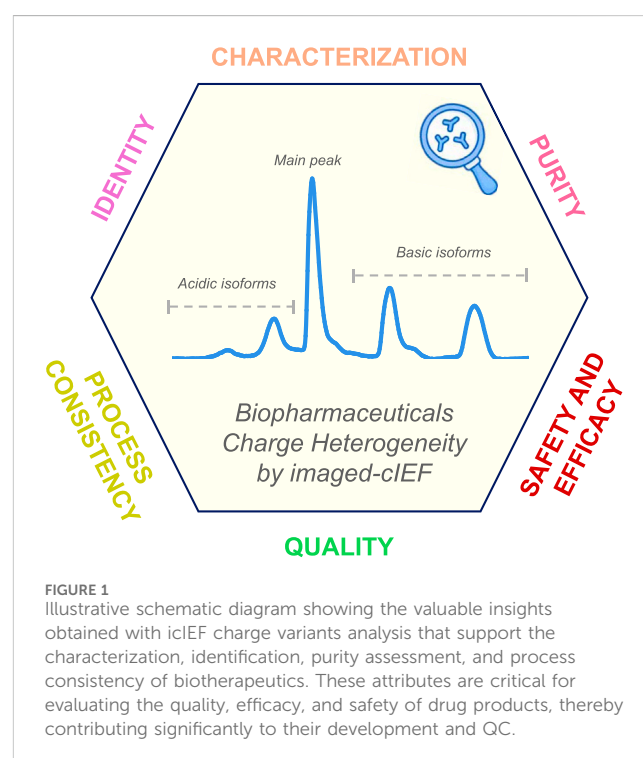 CHARACTERIZATION
IDENTITY
PURITY
Main peak
Basic isoforms
Acidic isoforms
PROCESS
CONSISTENCY
SAFETY AND
EFFICACY
Biopharmaceuticals
Charge Heterogeneity
by imaged-cIEF
QUALITY
FIGURE 1
Illustrative schematic diagram showing the valuable insights
obtained with icIEF charge variants analysis that support the
characterization, identification, purity assessment, and process
consistency of biotherapeutics. These attributes are critical for
evaluating the quality, efficacy, and safety of drug products, thereby
contributing significantly to their development and QC.